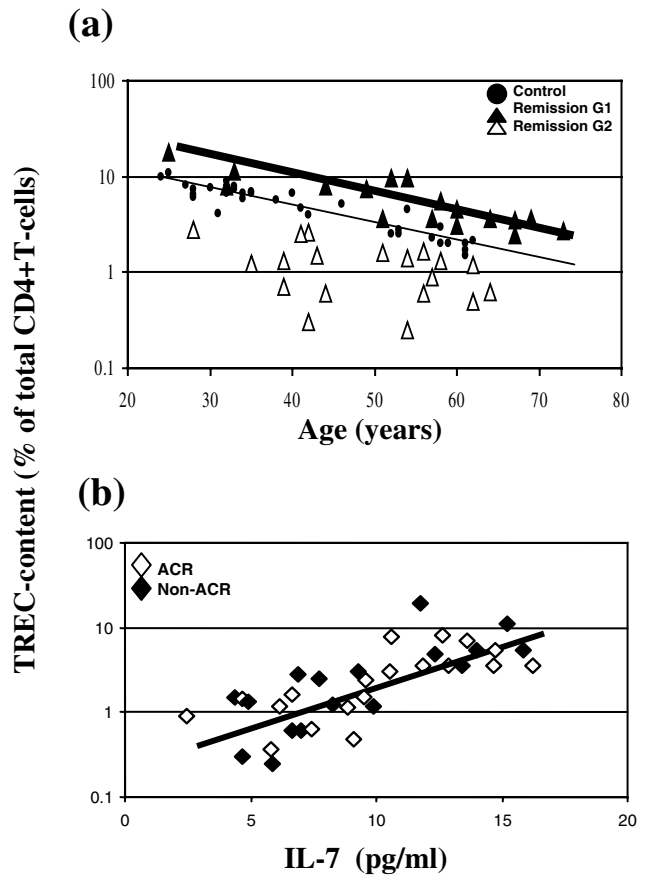 (a)
100
10
1
0.1
Control
Remission G1
Remission G2
20 30 40 50 60 70 80
Age (years)
TREC-content (% of total CD4+T-cells)
(b)
100
10
1
0.1
ACR
Non-ACR
0 5 10 15 20
IL-7 (pg/ml)